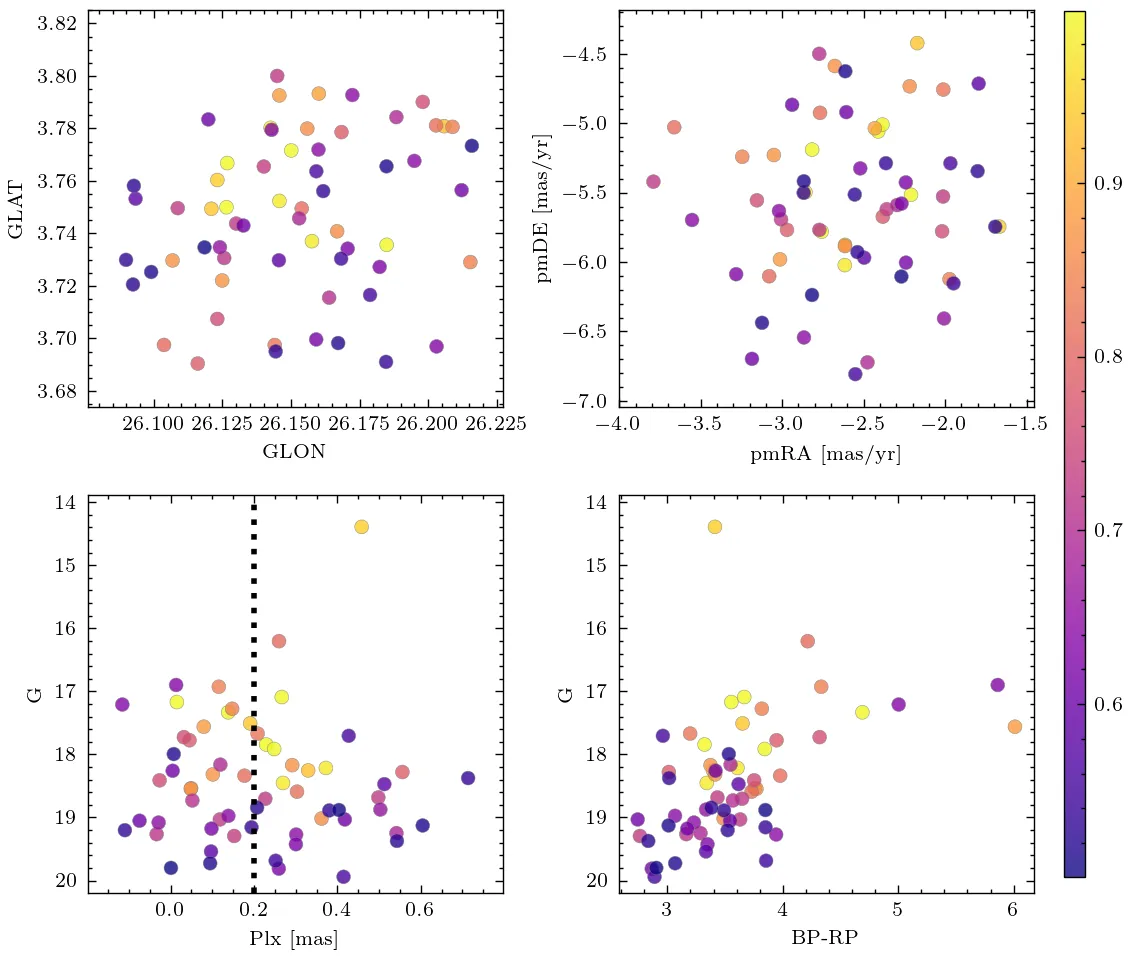 3.82
3.80
3.78
3.76
3.74
3.72
3.70
3.68
GLAT
26.100 26.125 26.150 26.175 26.200 26.225
GLON
−4.5
−5.0
−5.5
−6.0
−6.5
−7.0
pmDE [mas/yr]
−4.0 −3.5 −3.0 −2.5 −2.0 −1.5
pmRA [mas/yr]
14
15
16
17
18
19
20
G
0.0 0.2 0.4 0.6
Plx [mas]
14
15
16
17
18
19
20
G
3 4 5 6
BP-RP
0.9
0.8
0.7
0.6